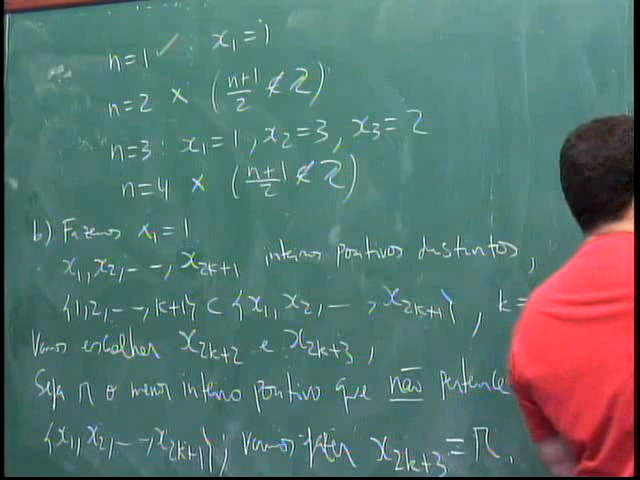 n=1 ✓ x₁=1
n=2 × (n+1/2 ∉ ℤ)
n=3: x₁=1, x₂=3, x₃=2
n=4 × (n+1/2 ∉ ℤ)
b) Fazemos x₁=1
x₁, x₂, ---, x₂ₖ₊₁ inteiros positivos distintos,
{1,2,---,k+1} ⊂ {x₁, x₂, ---, x₂ₖ₊₁}, k=
Vamos escolher x₂ₖ₊₂ e x₂ₖ₊₃,
Seja r o menor inteiro positivo que não pertence
{x₁, x₂, ---, x₂ₖ₊₁}, vamos fazer x₂ₖ₊₃ = r,